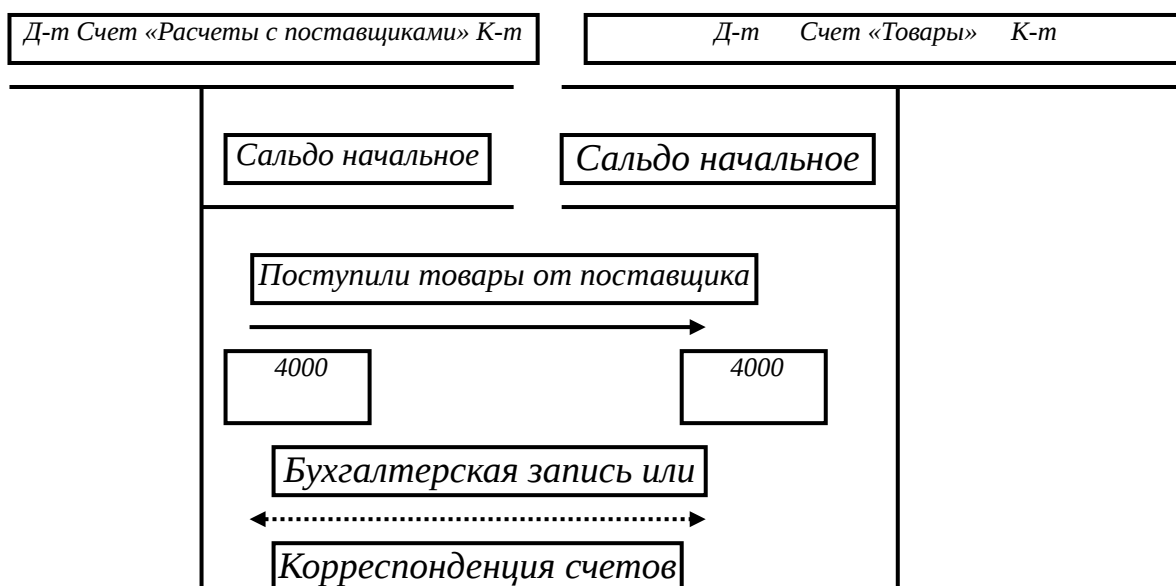 Д-т Счет «Расчеты с поставщиками» К-т
Д-т Счет «Товары» К-т
Сальдо начальное
Сальдо начальное
Поступили товары от поставщика
4000
4000
Бухгалтерская запись или
Корреспонденция счетов